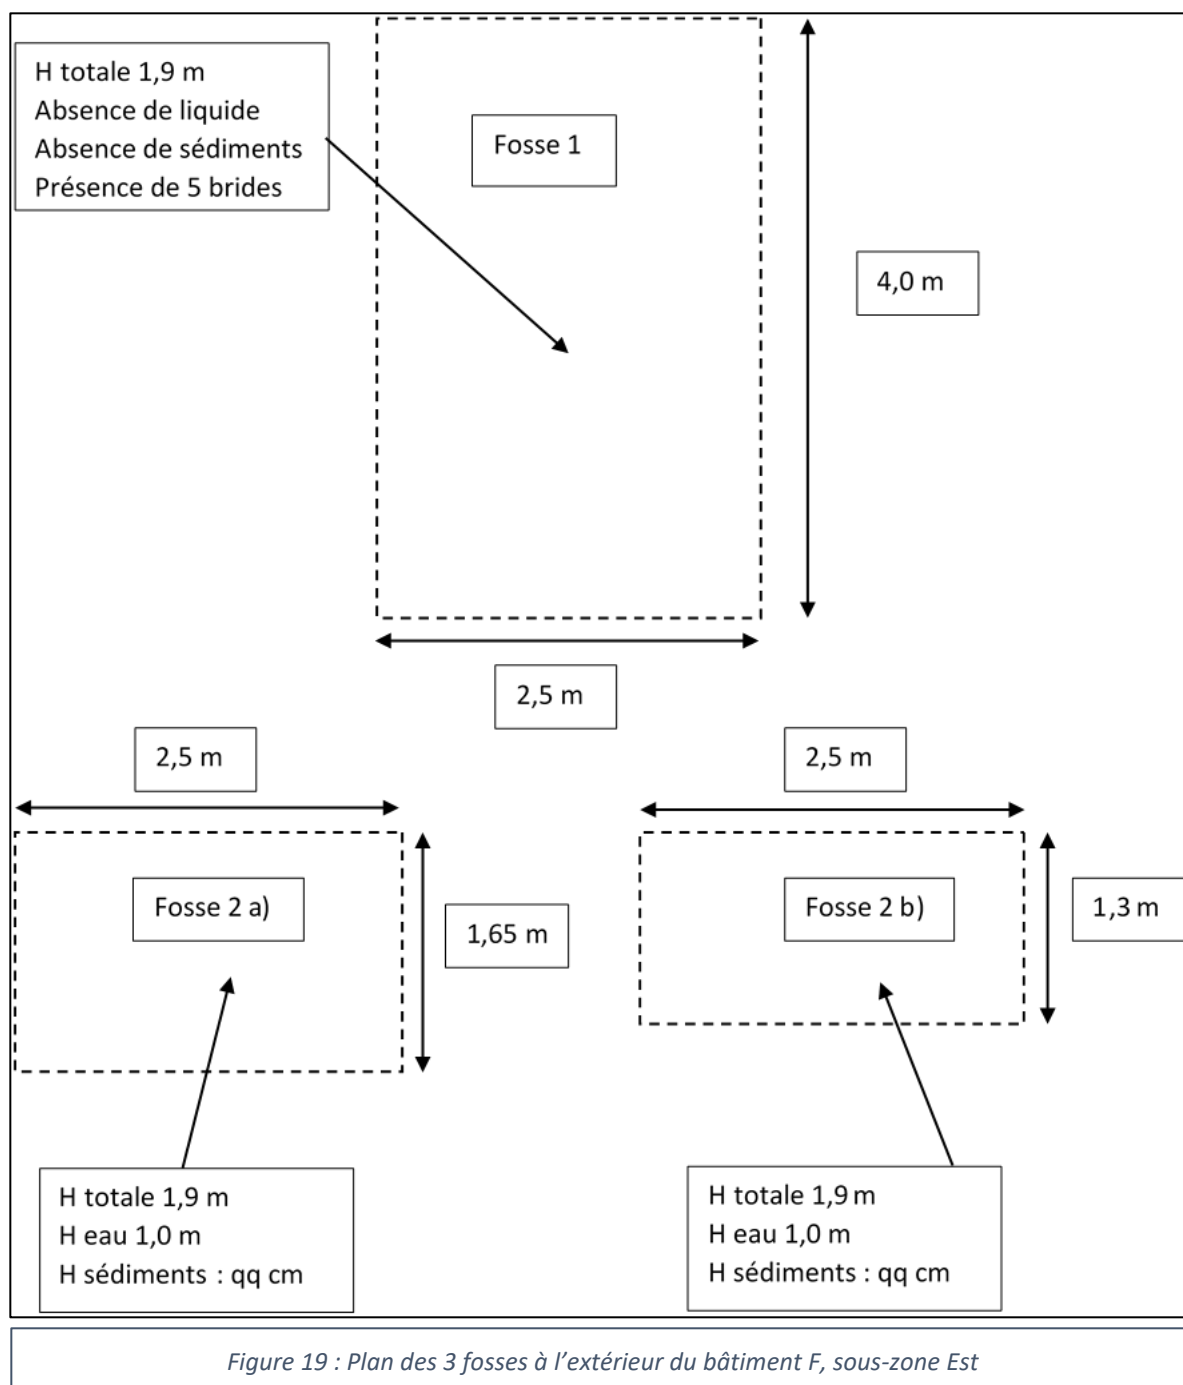 H totale 1,9 m
Absence de liquide
Absence de sédiments
Présence de 5 brides
Fosse 1
4,0 m
2,5 m
2,5 m
2,5 m
Fosse 2 a)
1,65 m
Fosse 2 b)
1,3 m
H totale 1,9 m
H eau 1,0 m
H sédiments : qq cm
H totale 1,9 m
H eau 1,0 m
H sédiments : qq cm
Figure 19 : Plan des 3 fosses à l’extérieur du bâtiment F, sous-zone Est